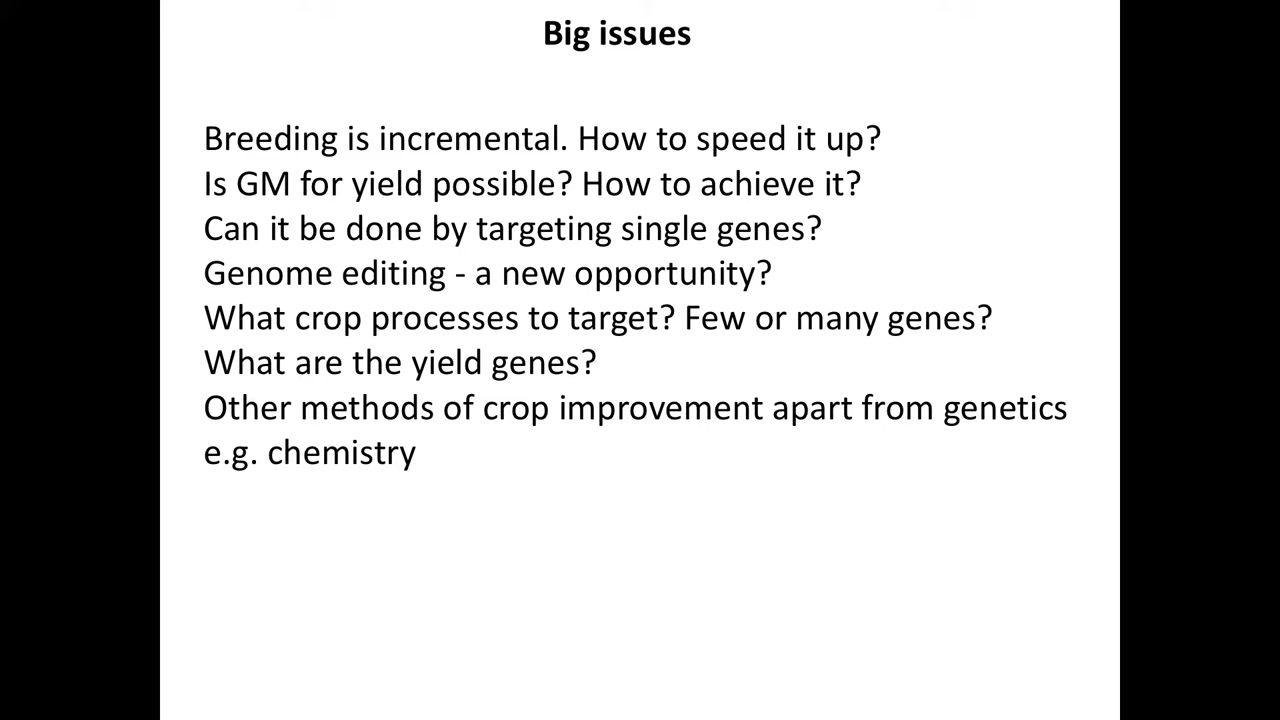 Big issues
Breeding is incremental. How to speed it up?
Is GM for yield possible? How to achieve it?
Can it be done by targeting single genes?
Genome editing - a new opportunity?
What crop processes to target? Few or many genes?
What are the yield genes?
Other methods of crop improvement apart from genetics
e.g. chemistry